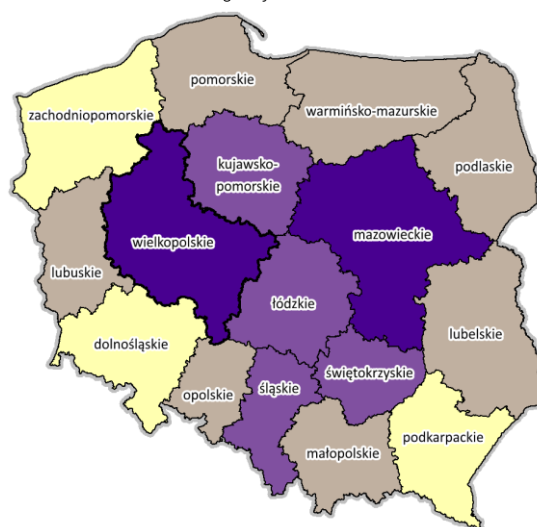 pomorskie
zachodniopomorskie
warmińsko-mazurskie
podlaskie
kujawsko-
pomorskie
wielkopolskie
mazowieckie
lubuskie
łódzkie
lubelskie
dolnośląskie
opolskie
śląskie
świętokrzyskie
małopolskie
podkarpackie